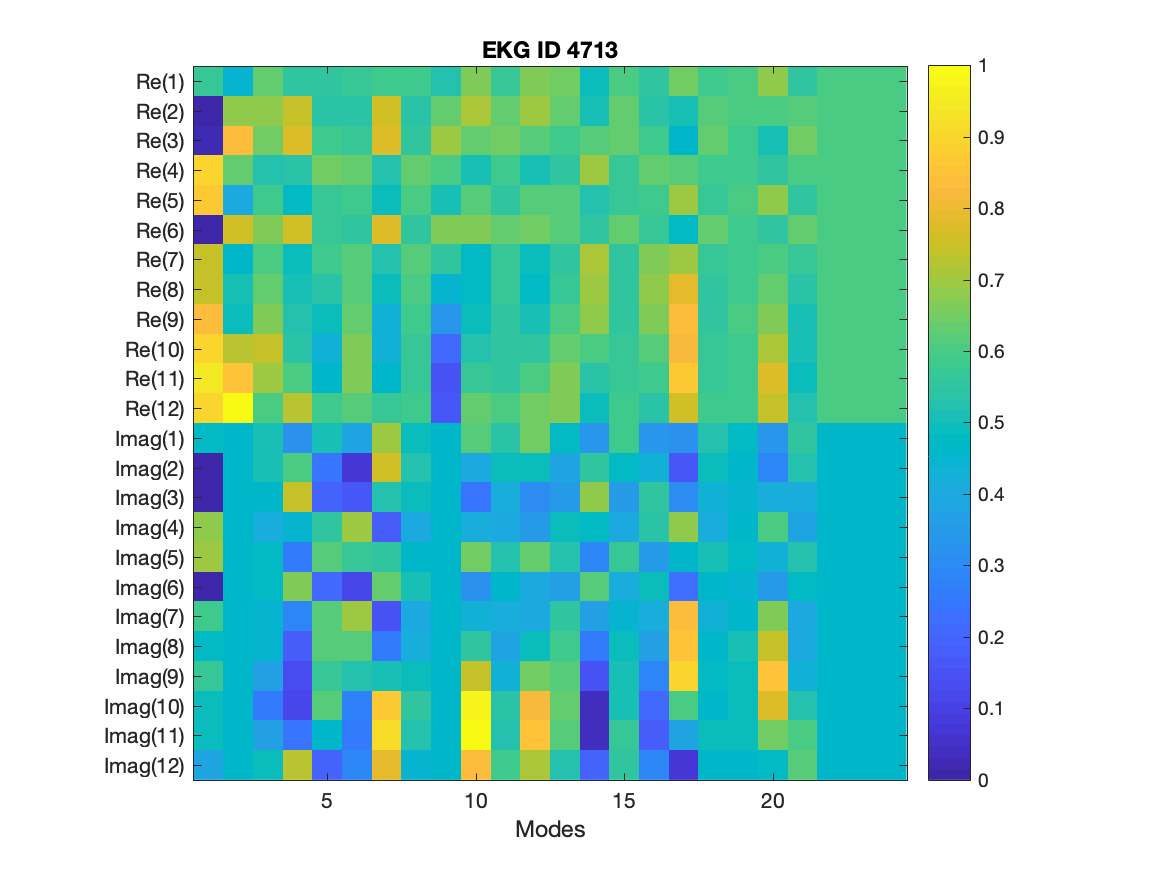 EKG ID 4713
Re(1)
Re(2)
Re(3)
Re(4)
Re(5)
Re(6)
Re(7)
Re(8)
Re(9)
Re(10)
Re(11)
Re(12)
Imag(1)
Imag(2)
Imag(3)
Imag(4)
Imag(5)
Imag(6)
Imag(7)
Imag(8)
Imag(9)
Imag(10)
Imag(11)
Imag(12)
5 10 15 20
Modes
1
0.9
0.8
0.7
0.6
0.5
0.4
0.3
0.2
0.1
0